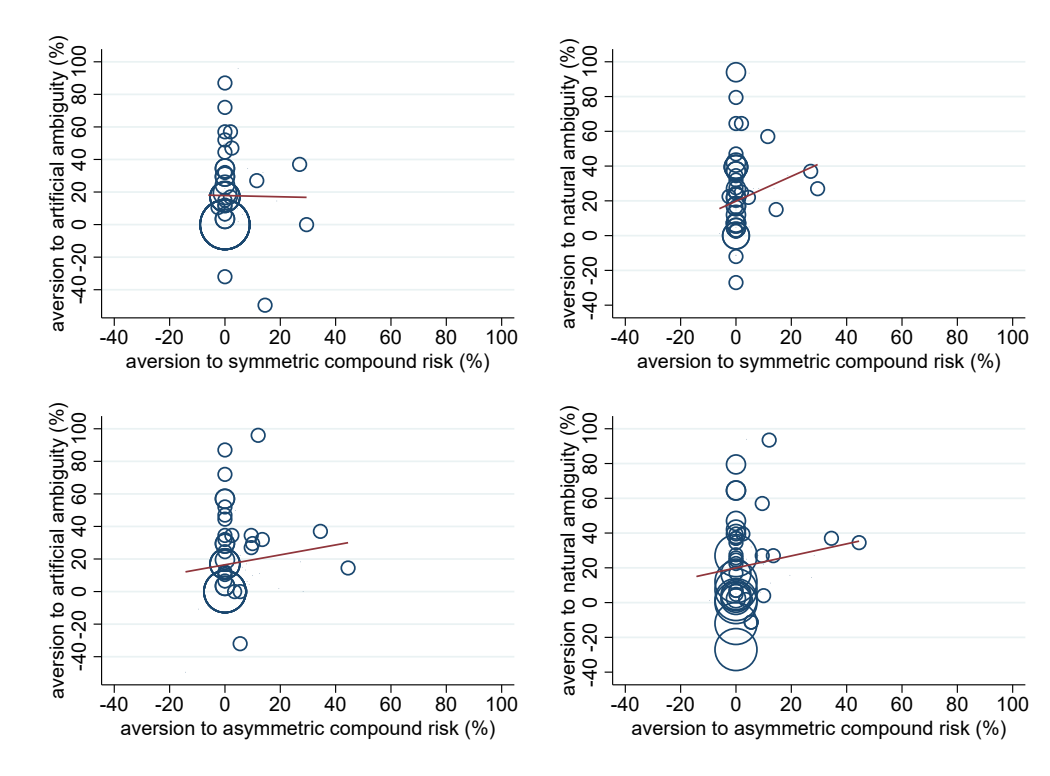 aversion to artificial ambiguity (%)
100
80
60
40
20
0
-20
-40
-40 -20 0 20 40 60 80 100
aversion to symmetric compound risk (%)
aversion to natural ambiguity (%)
100
80
60
40
20
0
-20
-40
-40 -20 0 20 40 60 80 100
aversion to symmetric compound risk (%)
aversion to artificial ambiguity (%)
100
80
60
40
20
0
-20
-40
-40 -20 0 20 40 60 80 100
aversion to asymmetric compound risk (%)
aversion to natural ambiguity (%)
100
80
60
40
20
0
-20
-40
-40 -20 0 20 40 60 80 100
aversion to asymmetric compound risk (%)